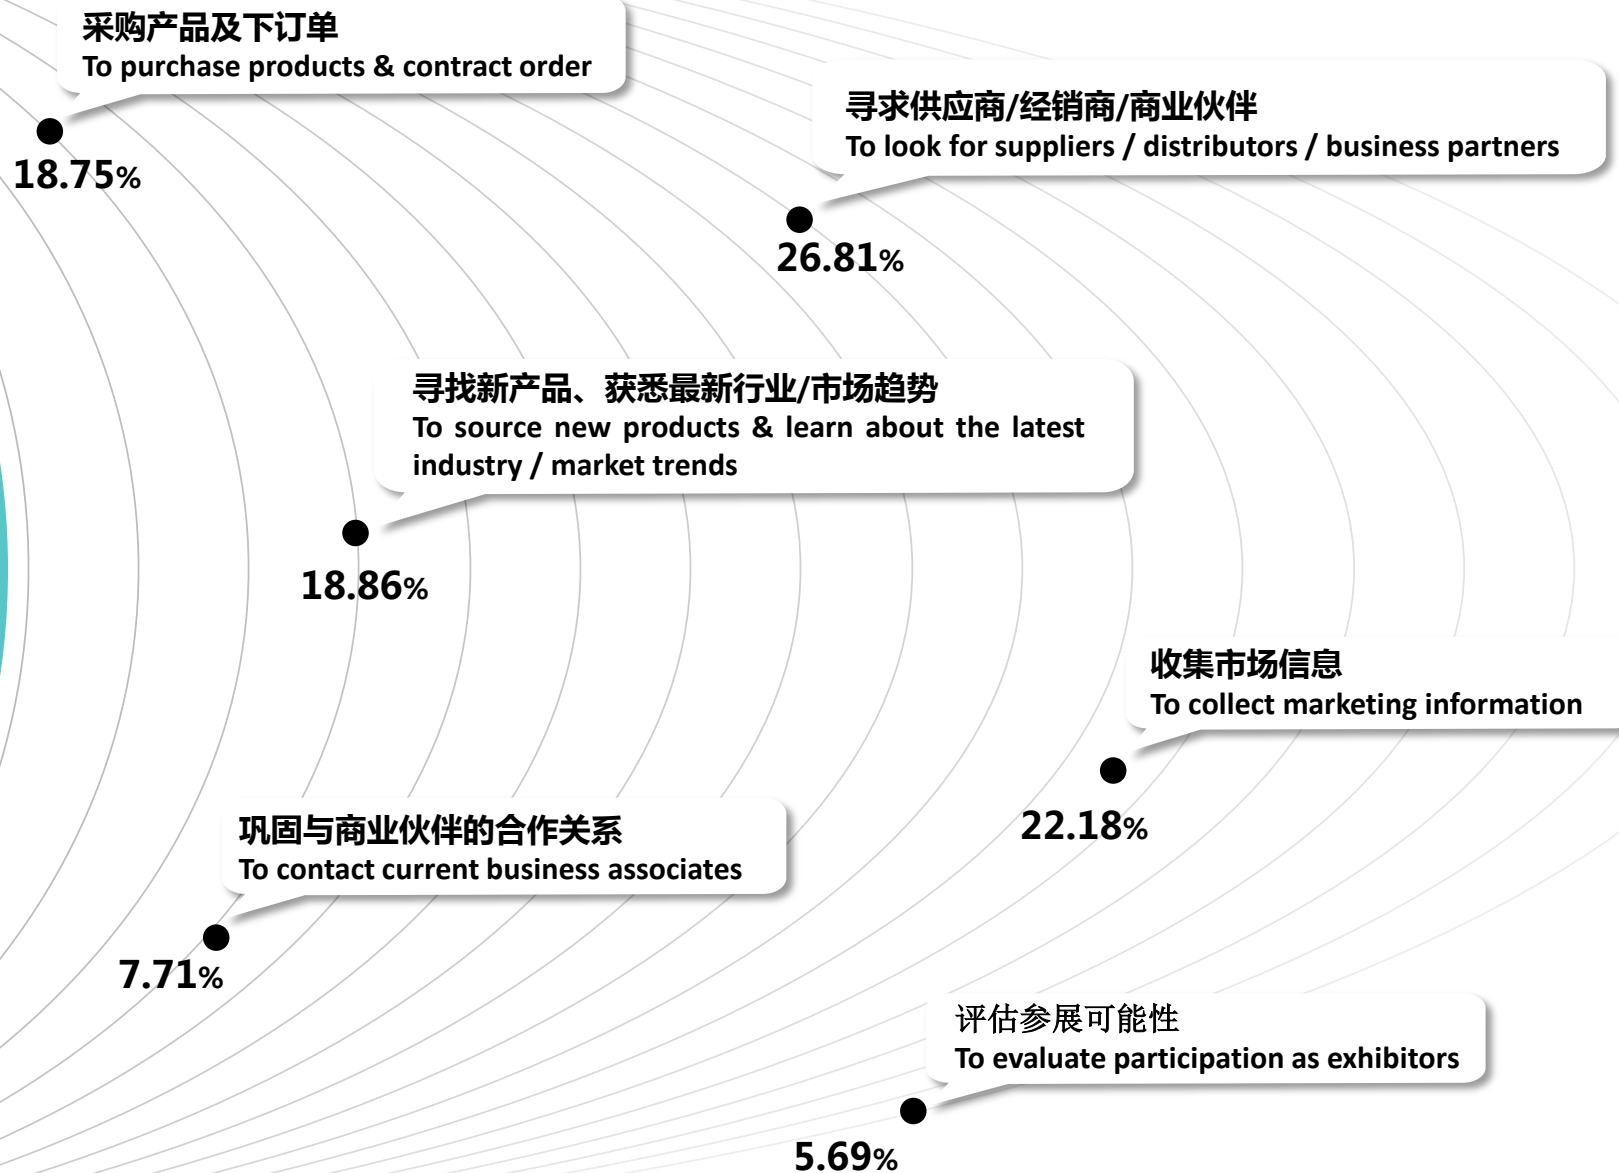 采购产品及下订单
To purchase products & contract order
18.75%
寻求供应商/经销商/商业伙伴
To look for suppliers / distributors / business partners
26.81%
寻找新产品、获悉最新行业/市场趋势
To source new products & learn about the latest
industry / market trends
18.86%
收集市场信息
To collect marketing information
22.18%
巩固与商业伙伴的合作关系
To contact current business associates
7.71%
评估参展可能性
To evaluate participation as exhibitors
5.69%